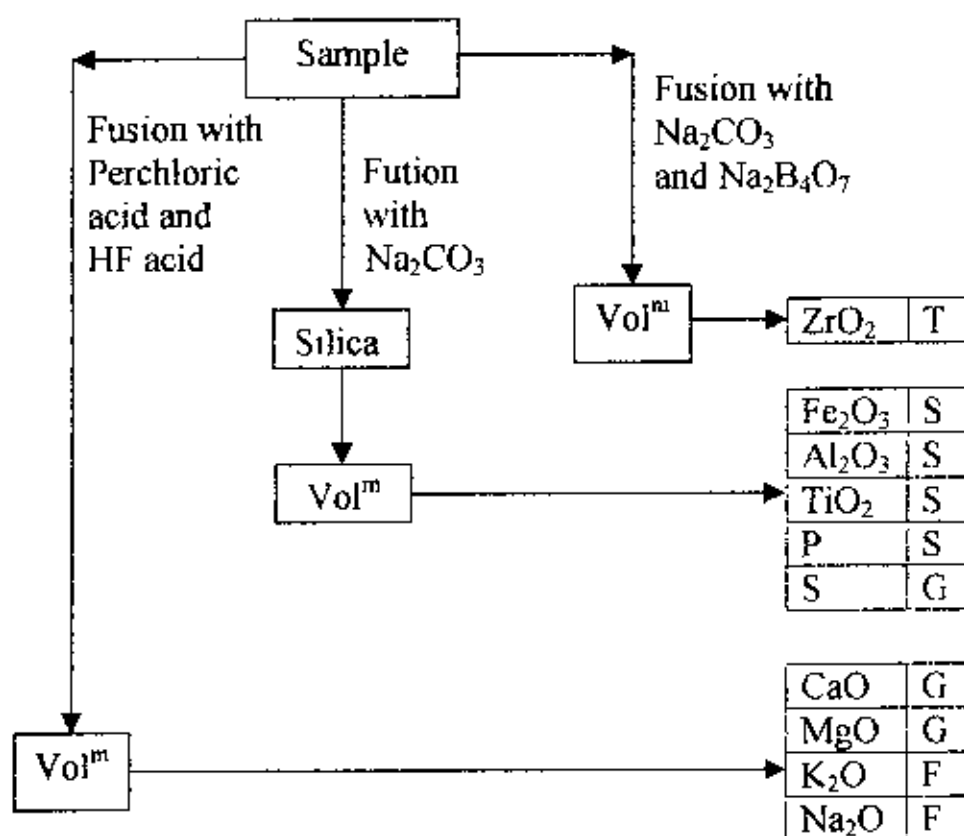 Sample
Fusion with
Perchloric
acid and
HF acid
Fution
with
Na₂CO₃
Fusion with
Na₂CO₃
and Na₂B₄O₇
Silica
Volᵐ
ZrO₂ T
Volᵐ
Fe₂O₃ S
Al₂O₃ S
TiO₂ S
P S
S G
Volᵐ
CaO G
MgO G
K₂O F
Na₂O F